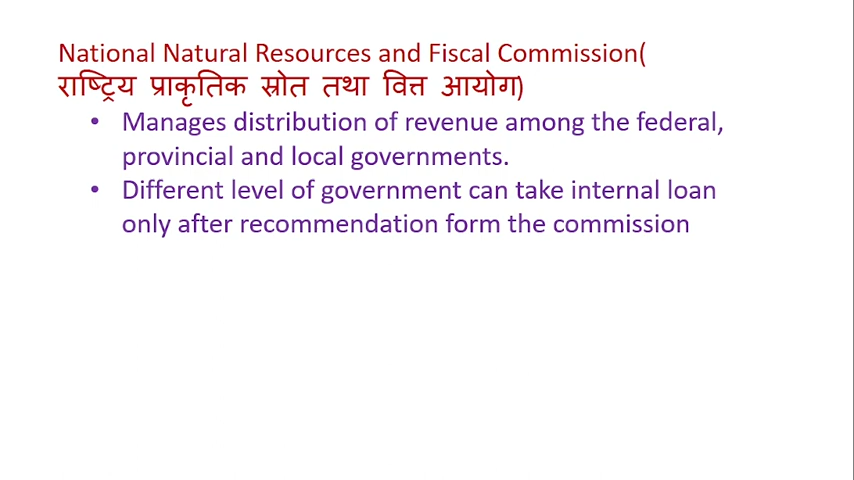 National Natural Resources and Fiscal Commission(
राष्ट्रिय प्राकृतिक स्रोत तथा वित्त आयोग)
• Manages distribution of revenue among the federal,
provincial and local governments.
• Different level of government can take internal loan
only after recommendation form the commission